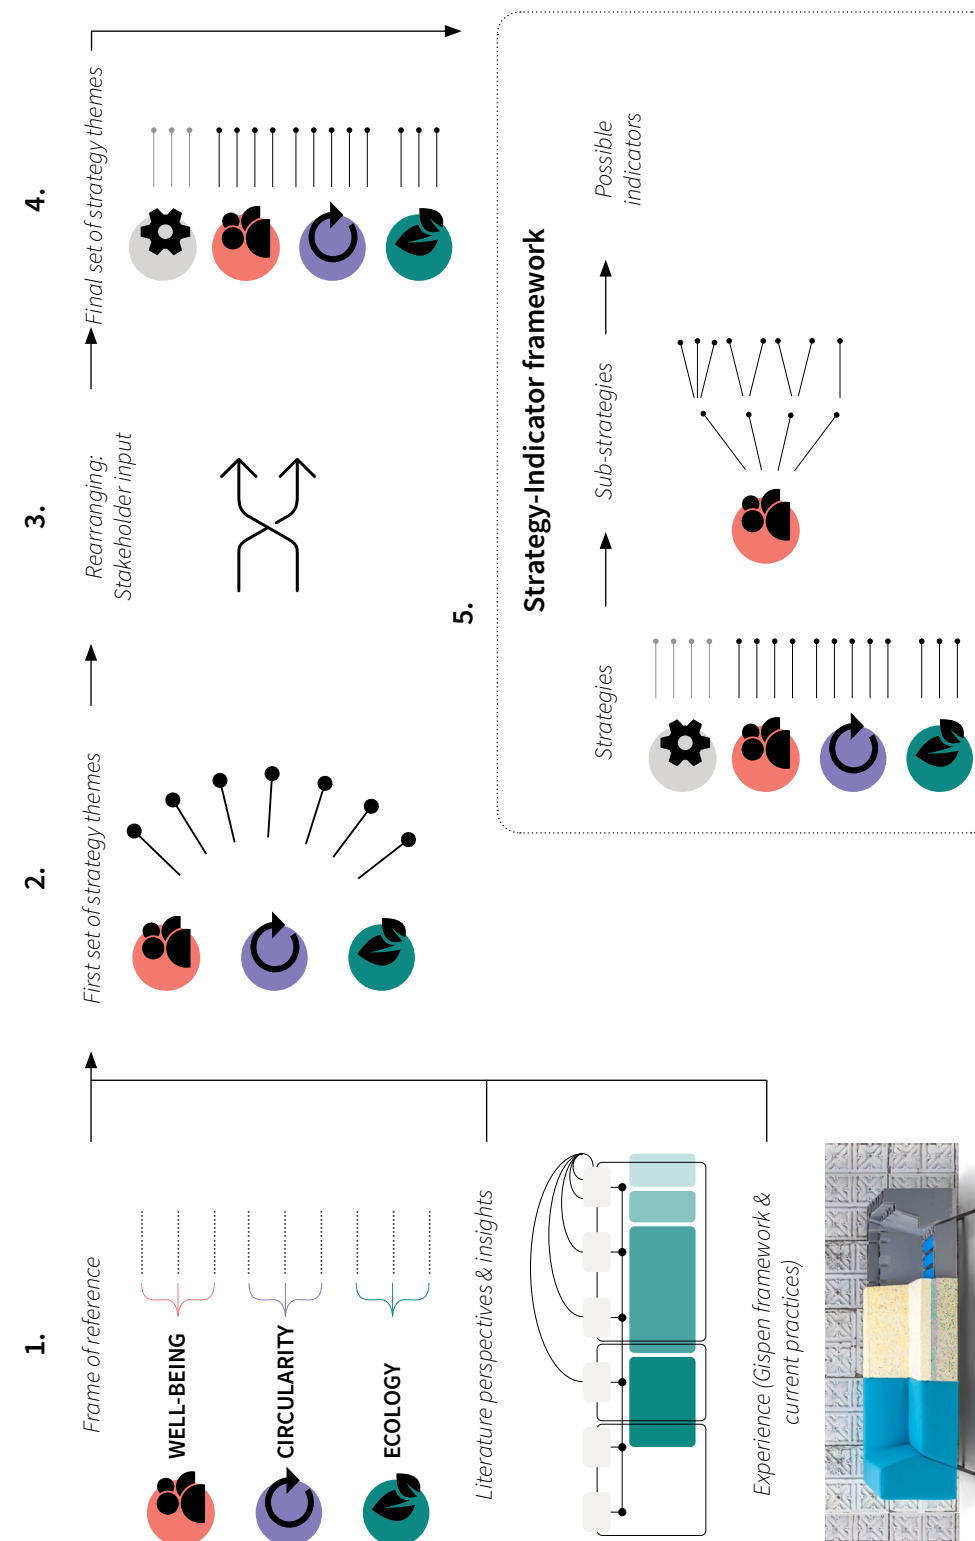 1.
Frame of reference
WELL-BEING
CIRCULARITY
ECOLOGY
Literature perspectives & insights
Experience (Gispen framework &
current practices)
2.
First set of strategy themes
3.
Rearranging:
Stakeholder input
4.
Final set of strategy themes
5.
Strategy-Indicator framework
Strategies
Sub-strategies
Possible
indicators